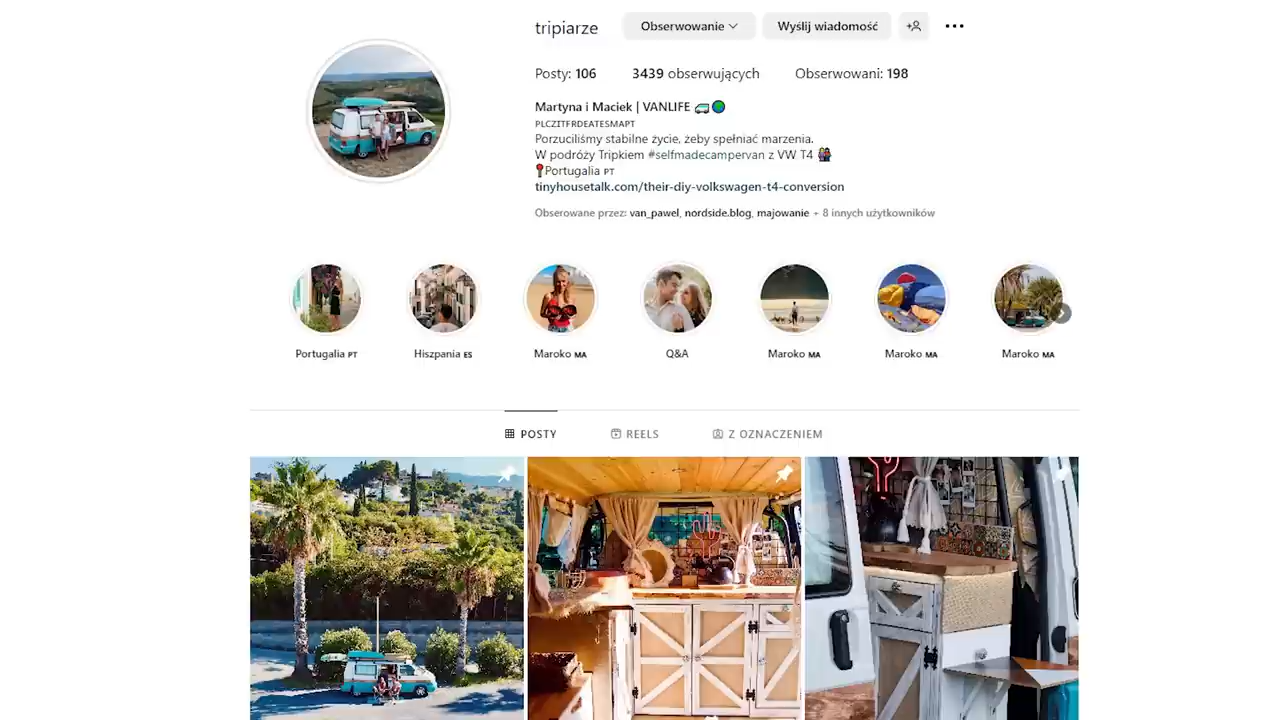 tripiarze
Obserwowanie
Wyślij wiadomość
Posty: 106
3439 obserwujących
Obserwowani: 198
Martyna i Maciek | VANLIFE 🚐🌍
PLCZITFRDEATESMAPT
Porzuciliśmy stabilne życie, żeby spełniać marzenia.
W podróży Tripkiem #selfmadecampervan z VW T4 👫
📍Portugalia PT
tinyhousetalk.com/their-diy-volkswagen-t4-conversion
Obserowane przez: van_pawel, nordside.blog, majowanie + 8 innych użytkowników
Portugalia PT
Hiszpania ES
Maroko MA
Q&A
Maroko MA
Maroko MA
Maroko MA
POSTY
REELS
Z OZNACZENIEM